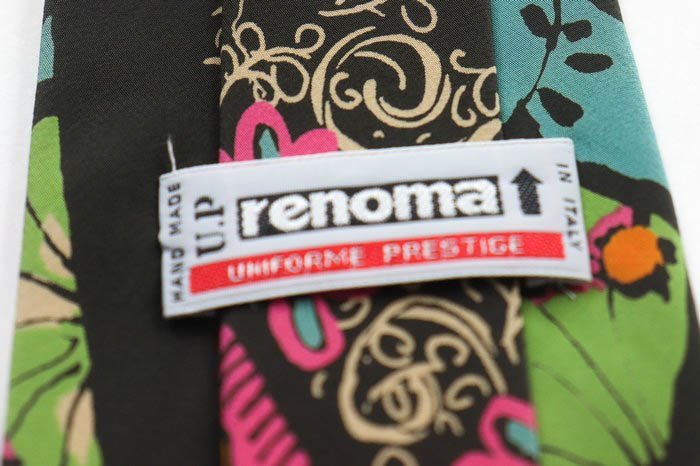 HAND MADE
U.P
renoma
UNIFORME PRESTIGE
IN ITALY